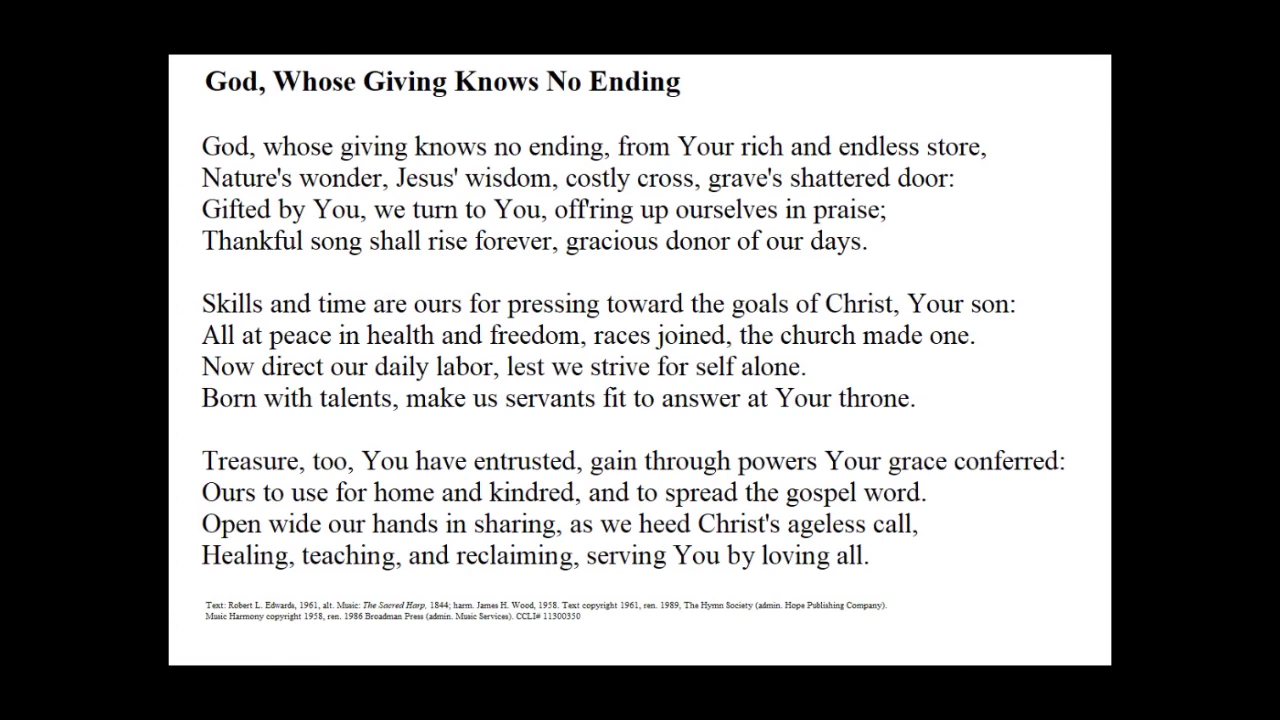 God, Whose Giving Knows No Ending
God, whose giving knows no ending, from Your rich and endless store,
Nature's wonder, Jesus' wisdom, costly cross, grave's shattered door:
Gifted by You, we turn to You, off'ring up ourselves in praise;
Thankful song shall rise forever, gracious donor of our days.
Skills and time are ours for pressing toward the goals of Christ, Your son:
All at peace in health and freedom, races joined, the church made one.
Now direct our daily labor, lest we strive for self alone.
Born with talents, make us servants fit to answer at Your throne.
Treasure, too, You have entrusted, gain through powers Your grace conferred:
Ours to use for home and kindred, and to spread the gospel word.
Open wide our hands in sharing, as we heed Christ's ageless call,
Healing, teaching, and reclaiming, serving You by loving all.
Text: Robert L. Edwards, 1961, alt. Music: The Sacred Harp, 1844; harm. James H. Wood, 1958. Text copyright 1961, ren. 1989, The Hymn Society (admin. Hope Publishing Company).
Music Harmony copyright 1958, ren. 1986 Broadman Press (admin. Music Services). CCLI# 11300350